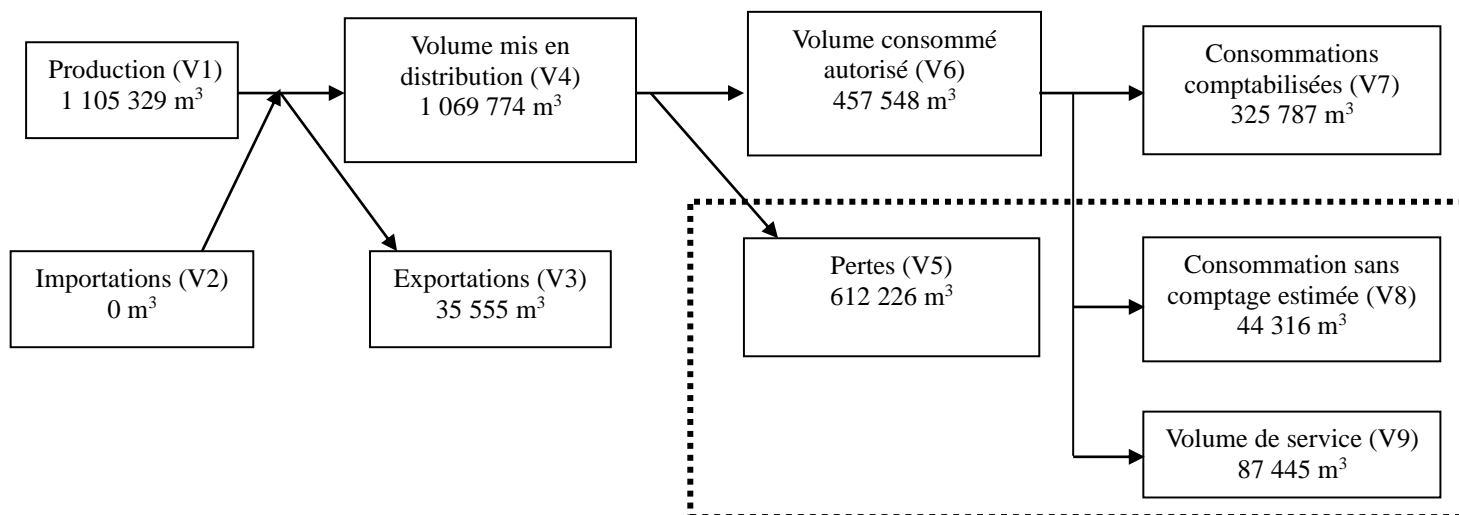 Production (V1)
1 105 329 m³
Volume mis en
distribution (V4)
1 069 774 m³
Volume consommé
autorisé (V6)
457 548 m³
Consommations
comptabilisées (V7)
325 787 m³
Importations (V2)
0 m³
Exportations (V3)
35 555 m³
Pertes (V5)
612 226 m³
Consommation sans
comptage estimée (V8)
44 316 m³
Volume de service (V9)
87 445 m³